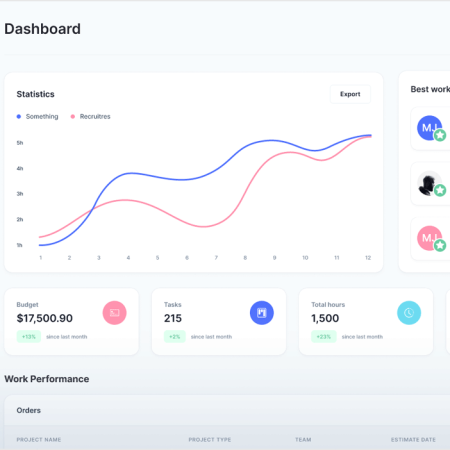 Dashboard
Statistics
Export
Best work
Something
Recruitres
5h
4h
3h
2h
1h
1 2 3 4 5 6 7 8 9 10 11 12
MJ
MJ
Budget
$17,500.90
+13% since last month
Tasks
215
+2% since last month
Total hours
1,500
+23% since last month
Work Performance
Orders
PROJECT NAME PROJECT TYPE TEAM ESTIMATE DATE